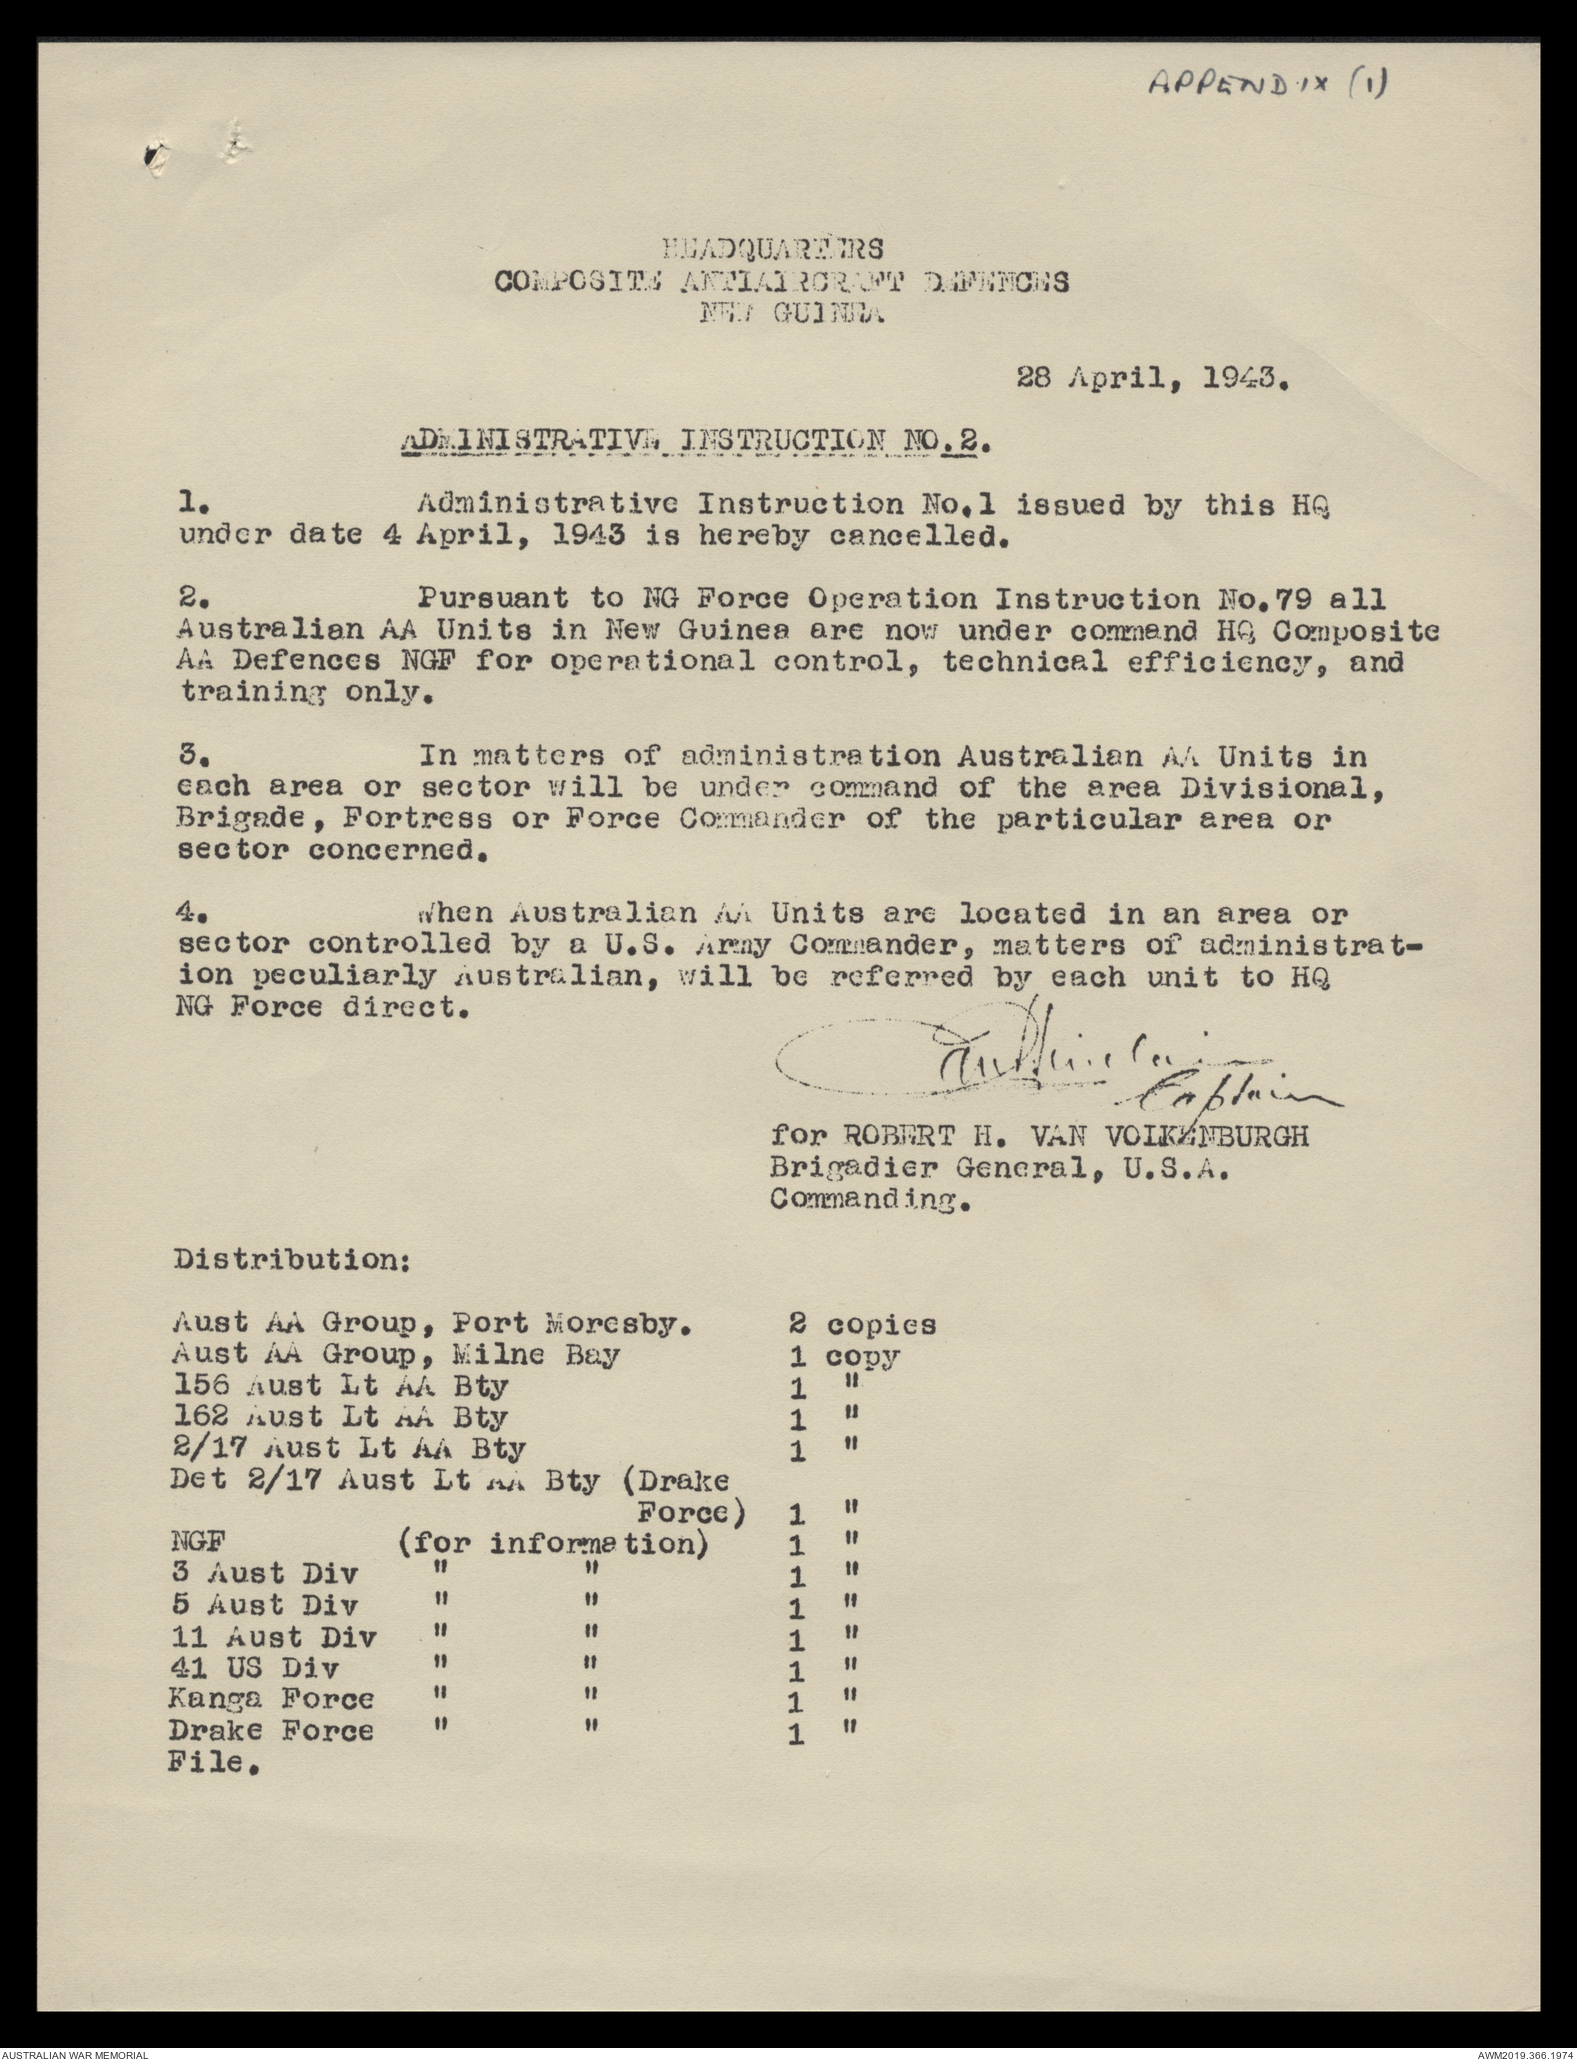 APPENDIX (1)
HEADQUARTERS
COMPOSITE ANTIAIRCRAFT DEFENCES
NEW GUINEA
28 April, 1943.
ADMINISTRATIVE INSTRUCTION NO.2.
1. Administrative Instruction No.1 issued by this HQ
under date 4 April, 1943 is hereby cancelled.
2. Pursuant to NG Force Operation Instruction No.79 all
Australian AA Units in New Guinea are now under command HQ Composite
AA Defences NGF for operational control, technical efficiency, and
training only.
3. In matters of administration Australian AA Units in
each area or sector will be under command of the area Divisional,
Brigade, Fortress or Force Commander of the particular area or
sector concerned.
4. When Australian AA Units are located in an area or
sector controlled by a U.S. Army Commander, matters of administrat-
ion peculiarly Australian, will be referred by each unit to HQ
NG Force direct.
Captain
for ROBERT H. VAN VOIKENBURGH
Brigadier General, U.S.A.
Commanding.
Distribution:
Aust AA Group, Port Moresby. 2 copies
Aust AA Group, Milne Bay 1 copy
156 Aust Lt AA Bty 1 "
162 Aust Lt AA Bty 1 "
2/17 Aust Lt AA Bty 1 "
Det 2/17 Aust Lt AA Bty (Drake
Force) 1 "
NGF (for information) 1 "
3 Aust Div " " 1 "
5 Aust Div " " 1 "
11 Aust Div " " 1 "
41 US Div " " 1 "
Kanga Force " " 1 "
Drake Force " " 1 "
File.
AUSTRALIAN WAR MEMORIAL
AWM2019.366.1974